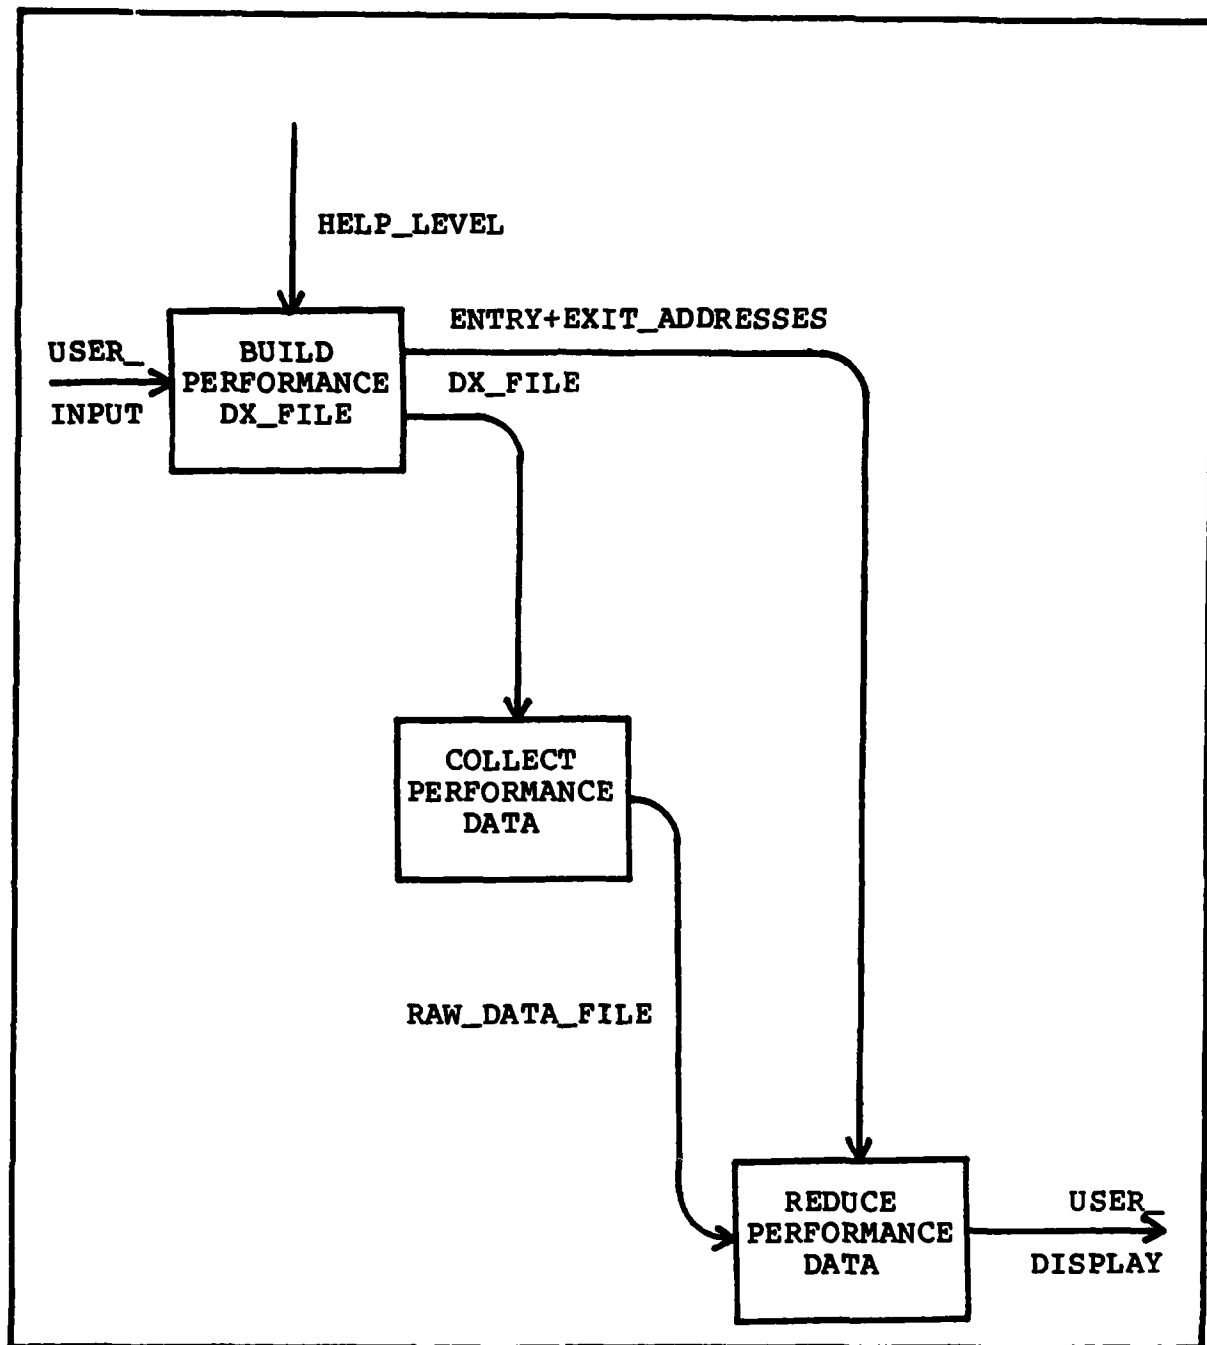 HELP_LEVEL
ENTRY+EXIT_ADDRESSES
USER_
INPUT
BUILD
PERFORMANCE
DX_FILE
DX_FILE
COLLECT
PERFORMANCE
DATA
RAW_DATA_FILE
REDUCE
PERFORMANCE
DATA
USER_
DISPLAY